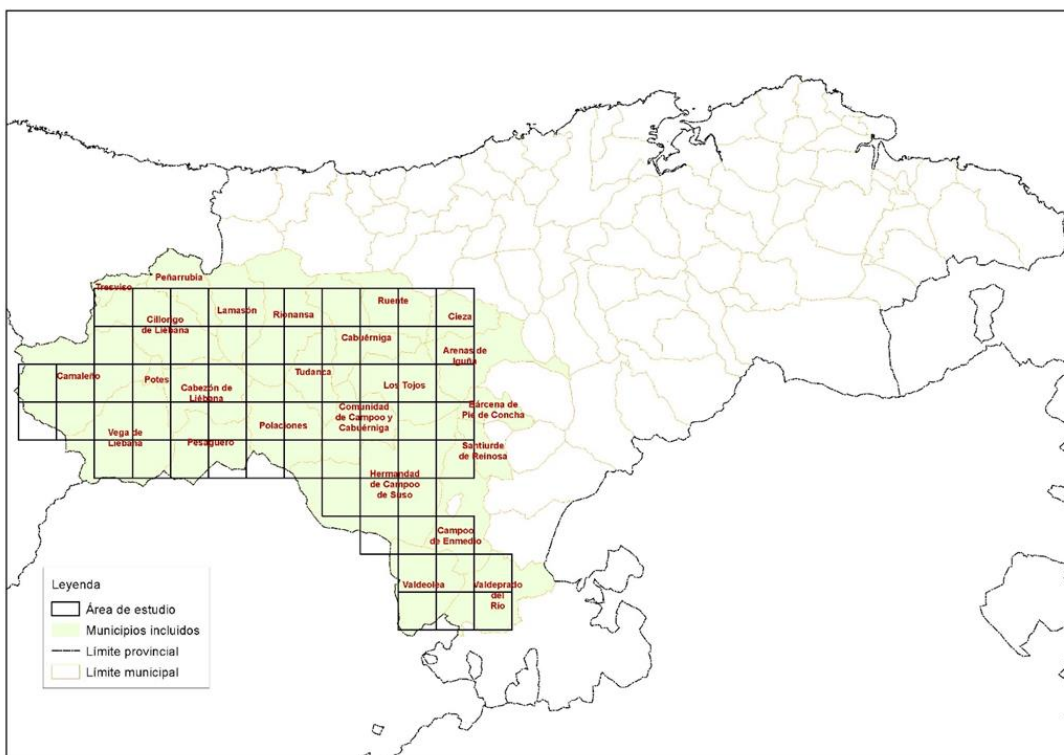 Peñarrubia
Tresviso
Cillongo
de Liébana
Lamasón
Rionansa
Ruente
Cieza
Cabuérniga
Arenas de
Iguña
Camaleño
Potes
Cabezón de
Liébana
Tudanca
Los Tojos
Comunidad
de Campoo y
Cabuérniga
Bárcena de
Pie de Concha
Vega de
Liébana
Pesaguero
Polaciones
Santiurde
de Reinosa
Hermandad
de Campoo
de Suso
Campoo
de Enmedio
Valdeolea
Valdeprado
del
Río
Leyenda
Área de estudio
Municipios incluidos
Límite provincial
Límite municipal